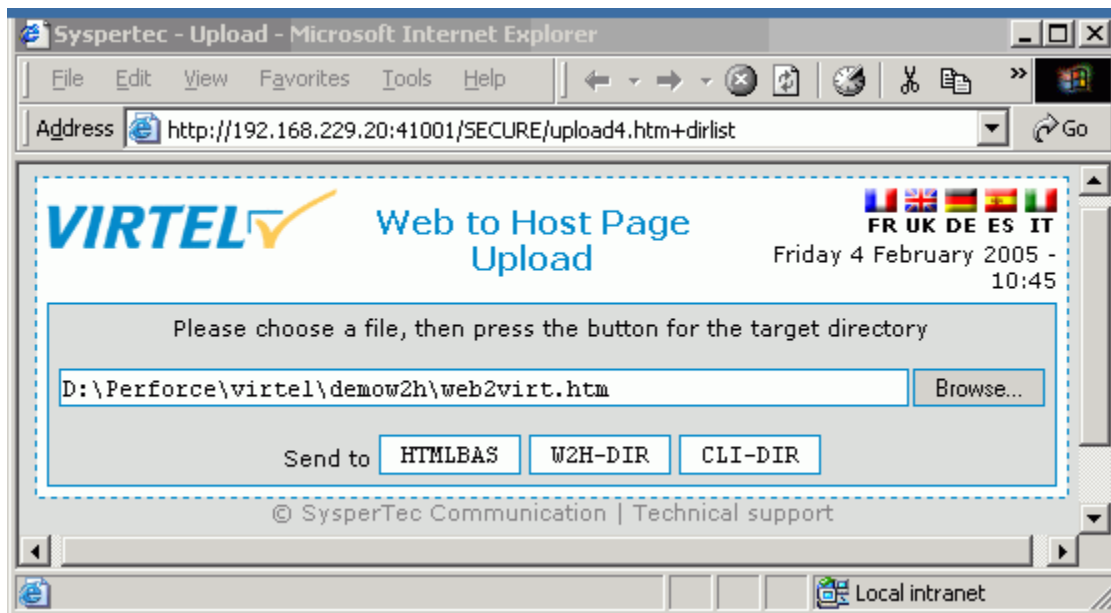 Syspertec - Upload - Microsoft Internet Explorer
File Edit View Favorites Tools Help »
Address http://192.168.229.20:41001/SECURE/upload4.htm+dirlist Go
VIRTEL
Web to Host Page
Upload
FR UK DE ES IT
Friday 4 February 2005 -
10:45
Please choose a file, then press the button for the target directory
D:\Perforce\virtel\demow2h\web2virt.htm Browse...
Send to HTMLBAS W2H-DIR CLI-DIR
© SysperTec Communication | Technical support
Local intranet